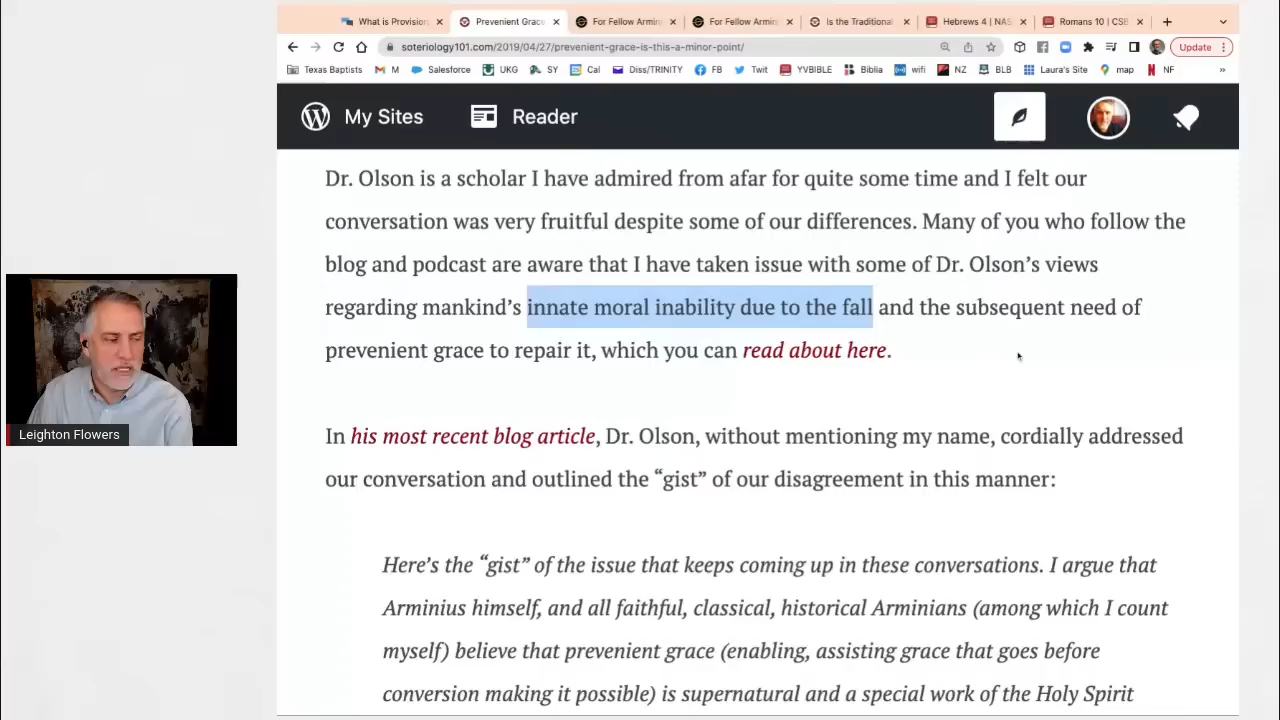 What is Provision
Prevenient Grace
For Fellow Armin
For Fellow Armin
Is the Traditional
Hebrews 4 | NAS
Romans 10 | CSB
soteriology101.com/2019/04/27/prevenient-grace-is-this-a-minor-point/
Update
Texas Baptists
M
Salesforce
UKG
SY
Cal
Diss/TRINITY
FB
Twit
YVBIBLE
Biblia
wifi
NZ
BLB
Laura's Site
map
NF
My Sites
Reader
Dr. Olson is a scholar I have admired from afar for quite some time and I felt our
conversation was very fruitful despite some of our differences. Many of you who follow the
blog and podcast are aware that I have taken issue with some of Dr. Olson's views
regarding mankind's innate moral inability due to the fall and the subsequent need of
prevenient grace to repair it, which you can read about here.
In his most recent blog article, Dr. Olson, without mentioning my name, cordially addressed
our conversation and outlined the “gist” of our disagreement in this manner:
Here's the “gist” of the issue that keeps coming up in these conversations. I argue that
Arminius himself, and all faithful, classical, historical Arminians (among which I count
myself) believe that prevenient grace (enabling, assisting grace that goes before
conversion making it possible) is supernatural and a special work of the Holy Spirit
Leighton Flowers